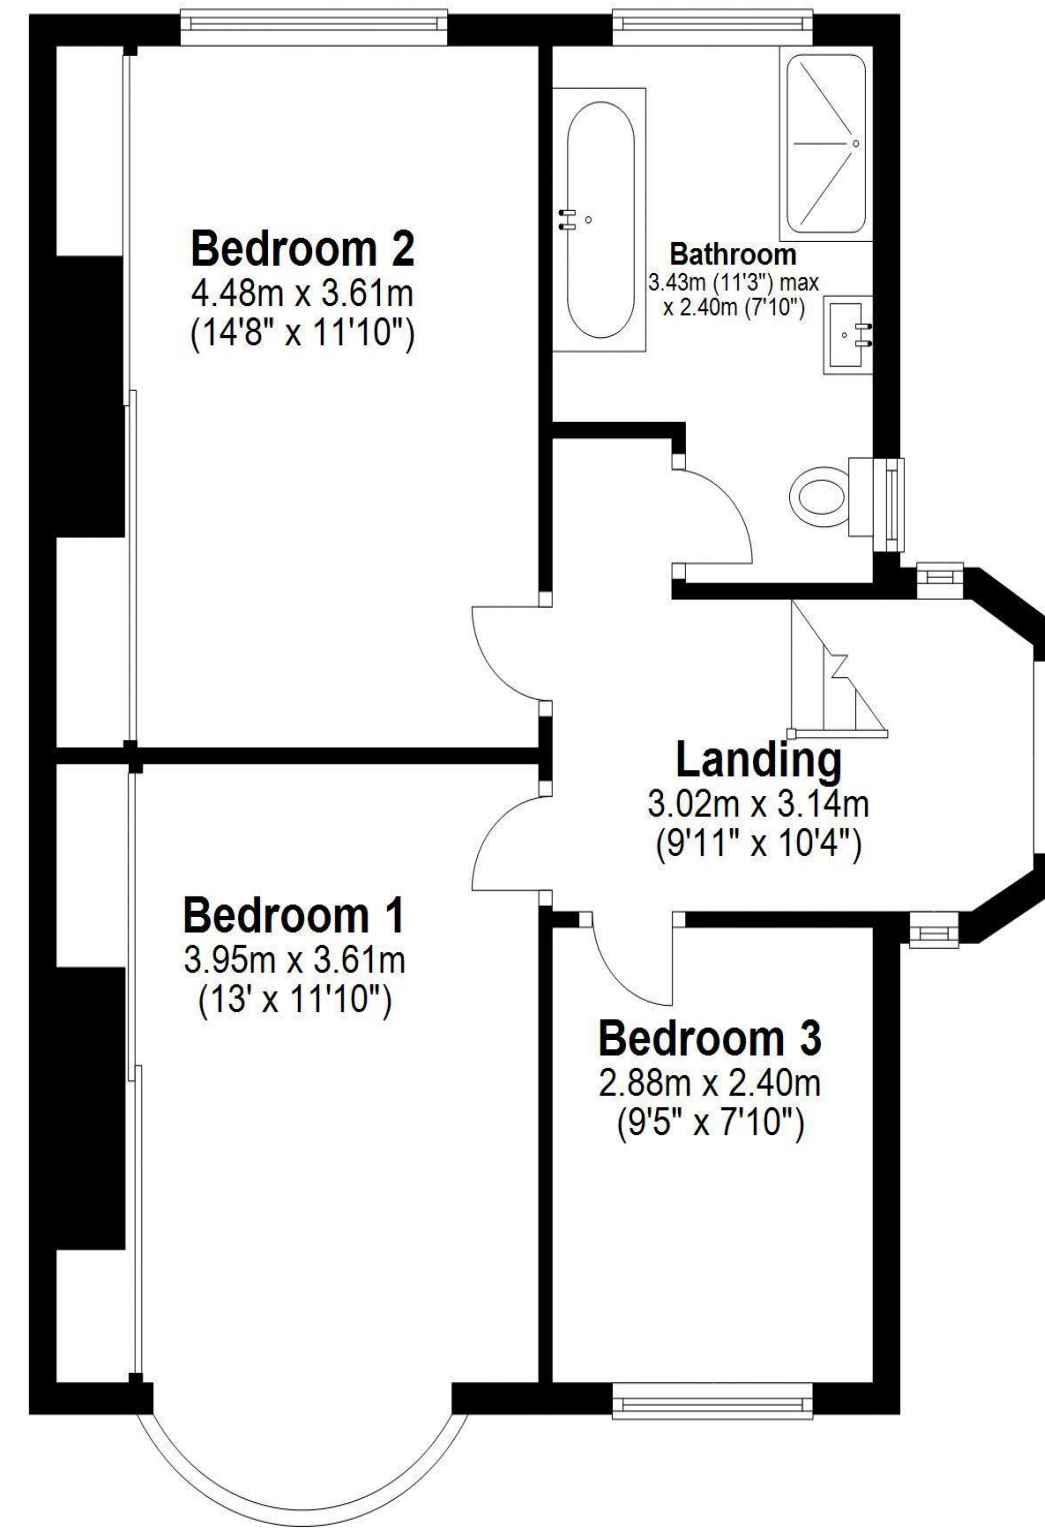 Bedroom 2
4.48m x 3.61m
(14'8" x 11'10")
Bathroom
3.43m (11'3") max
x 2.40m (7'10")
Landing
3.02m x 3.14m
(9'11" x 10'4")
Bedroom 1
3.95m x 3.61m
(13' x 11'10")
Bedroom 3
2.88m x 2.40m
(9'5" x 7'10")